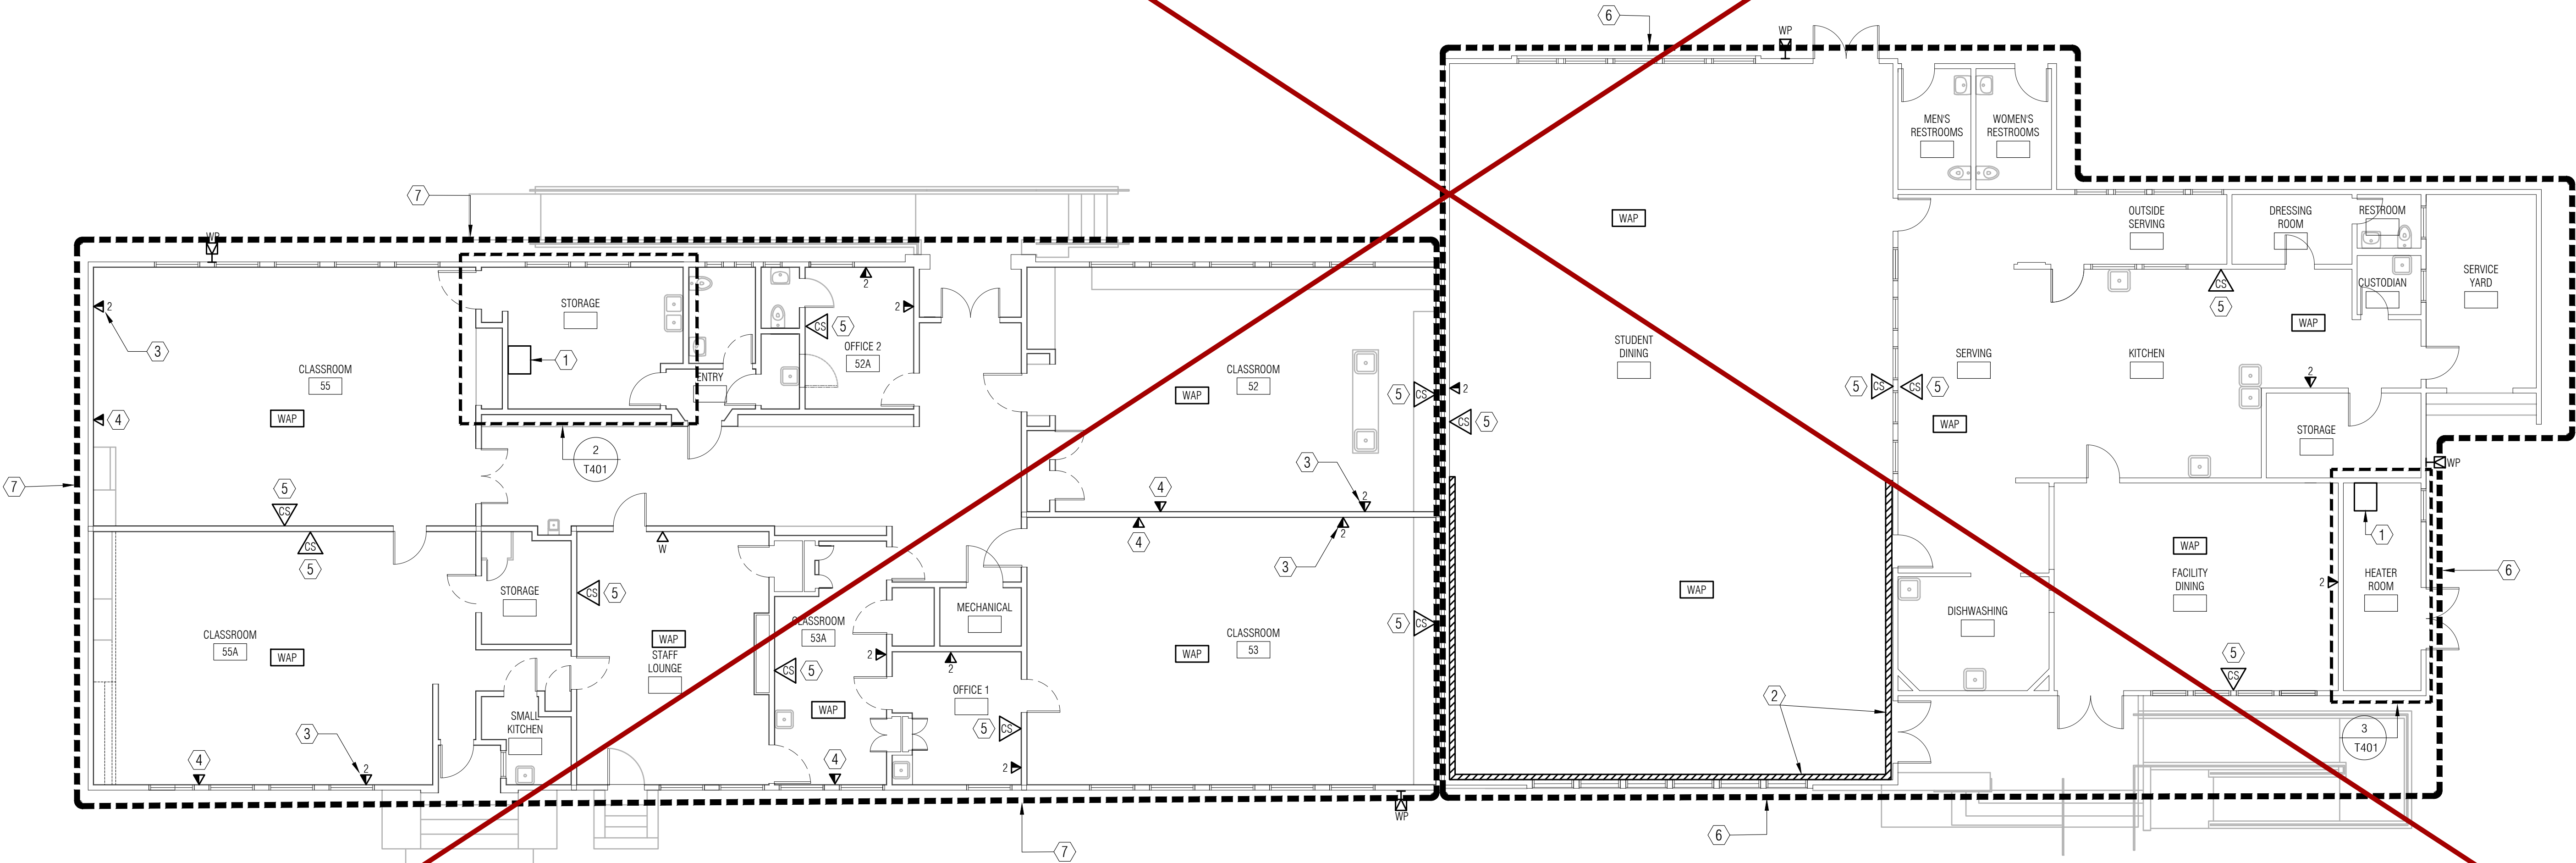 6
WP
MEN'S
RESTROOMS
WOMEN'S
RESTROOMS
7
WAP
OUTSIDE
SERVING
DRESSING
ROOM
RESTROOM
WP
2
2
2
STORAGE
CS
5
OFFICE 2
52A
ENTRY
1
3
CLASSROOM
55
WAP
4
CLASSROOM
52
WAP
5
CS
2
CS
5
STUDENT
DINING
5
CS
CS
5
SERVING
WAP
KITCHEN
CS
5
WAP
CUSTODIAN
SERVICE
YARD
2
STORAGE
WP
2
T401
7
5
CS
CS
5
3
2
4
W
4
2
3
STORAGE
CS
5
WAP
STAFF
LOUNGE
CLASSROOM
53A
CS
5
2
WAP
MECHANICAL
2
OFFICE 1
5
CS
2
CLASSROOM
55A
WAP
SMALL
KITCHEN
3
2
4
4
WAP
CLASSROOM
53
5
CS
WAP
2
DISHWASHING
WAP
FACILITY
DINING
2
HEATER
ROOM
1
6
5
CS
3
T401
WP
6
7